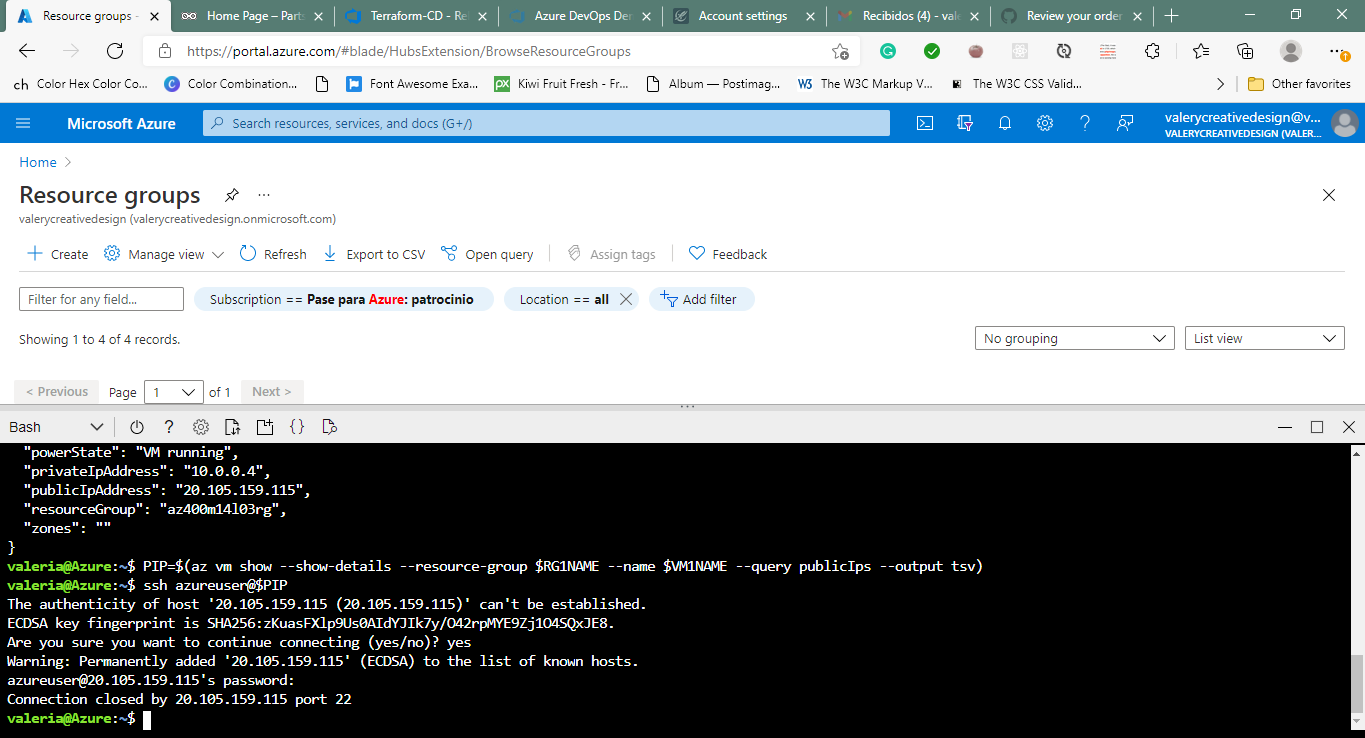 Resource groups -
Home Page – Parts
Terraform-CD - Re
Azure DevOps Der
Account settings
Recibidos (4) - val
Review your order
https://portal.azure.com/#blade/HubsExtension/BrowseResourceGroups
ch Color Hex Color Co...
C Color Combination...
Font Awesome Exa...
px Kiwi Fruit Fresh - Fr...
Album — Postimag...
W3 The W3C Markup V...
The W3C CSS Valid...
Other favorites
Microsoft Azure
Search resources, services, and docs (G+/)
valerycreativedesign@v...
VALERYCREATIVEDESIGN (VALER...
Home >
Resource groups
valerycreativedesign (valerycreativedesign.onmicrosoft.com)
+ Create Manage view Refresh Export to CSV Open query Assign tags Feedback
Filter for any field... Subscription == Pase para Azure: patrocinio Location == all Add filter
Showing 1 to 4 of 4 records.
No grouping List view
< Previous Page 1 of 1 Next >
Bash ? {}
"powerState": "VM running",
"privateIpAddress": "10.0.0.4",
"publicIpAddress": "20.105.159.115",
"resourceGroup": "az400m14l03rg",
"zones": ""
}
valeria@Azure:~$ PIP=$(az vm show --show-details --resource-group $RG1NAME --name $VM1NAME --query publicIps --output tsv)
valeria@Azure:~$ ssh azureuser@$PIP
The authenticity of host '20.105.159.115 (20.105.159.115)' can't be established.
ECDSA key fingerprint is SHA256:zKuasFXlp9Us0AIdYJIk7y/O42rpMYE9Zj1O4SQxJE8.
Are you sure you want to continue connecting (yes/no)? yes
Warning: Permanently added '20.105.159.115' (ECDSA) to the list of known hosts.
azureuser@20.105.159.115's password:
Connection closed by 20.105.159.115 port 22
valeria@Azure:~$